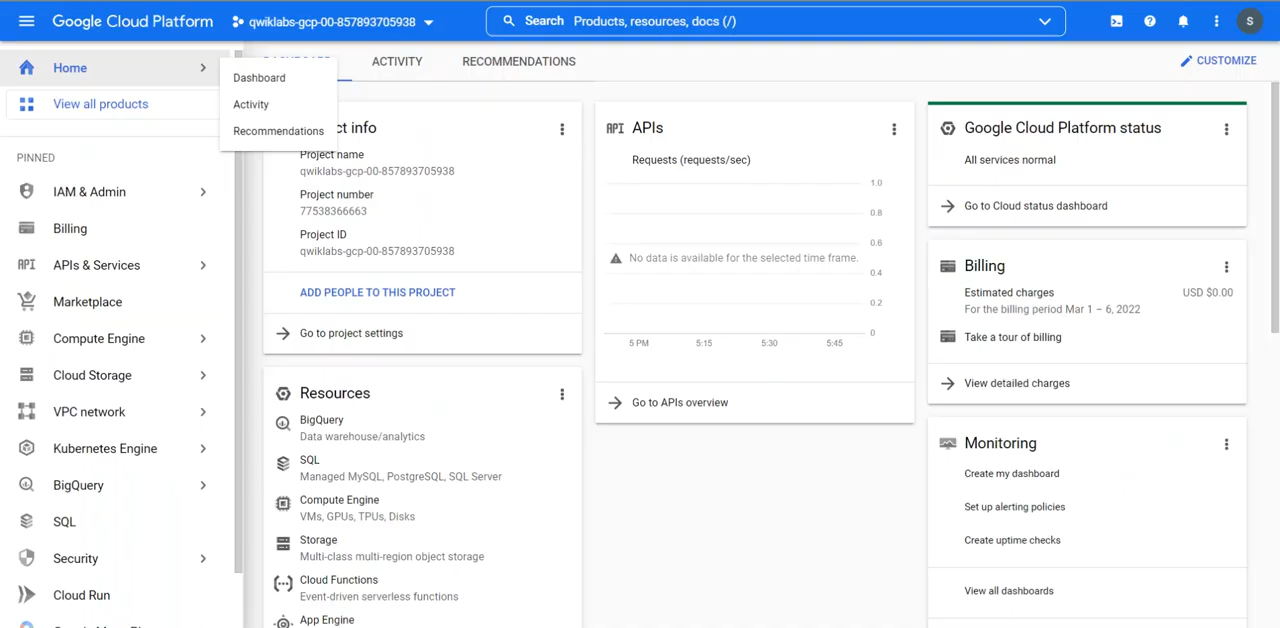 Google Cloud Platform
qwiklabs-gcp-00-857893705938
Search Products, resources, docs (/)
S
Home
View all products
PINNED
IAM & Admin
Billing
API APIs & Services
Marketplace
Compute Engine
Cloud Storage
VPC network
Kubernetes Engine
BigQuery
SQL
Security
Cloud Run
Dashboard
Activity
Recommendations
ACTIVITY
RECOMMENDATIONS
CUSTOMIZE
ct info
Project name
qwiklabs-gcp-00-857893705938
Project number
77538366663
Project ID
qwiklabs-gcp-00-857893705938
ADD PEOPLE TO THIS PROJECT
Go to project settings
Resources
BigQuery
Data warehouse/analytics
SQL
Managed MySQL, PostgreSQL, SQL Server
Compute Engine
VMs, GPUs, TPUs, Disks
Storage
Multi-class multi-region object storage
Cloud Functions
Event-driven serverless functions
App Engine
API APIs
Requests (requests/sec)
1.0
0.8
0.6
No data is available for the selected time frame.
0.4
0.2
0
5 PM 5:15 5:30 5:45
Go to APIs overview
Google Cloud Platform status
All services normal
Go to Cloud status dashboard
Billing
Estimated charges USD $0.00
For the billing period Mar 1 – 6, 2022
Take a tour of billing
View detailed charges
Monitoring
Create my dashboard
Set up alerting policies
Create uptime checks
View all dashboards